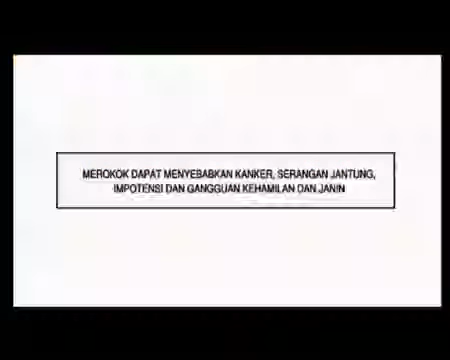 MEROKOK DAPAT MENYEBABKAN KANKER, SERANGAN JANTUNG,
IMPOTENSI DAN GANGGUAN KEHAMILAN DAN JANIN